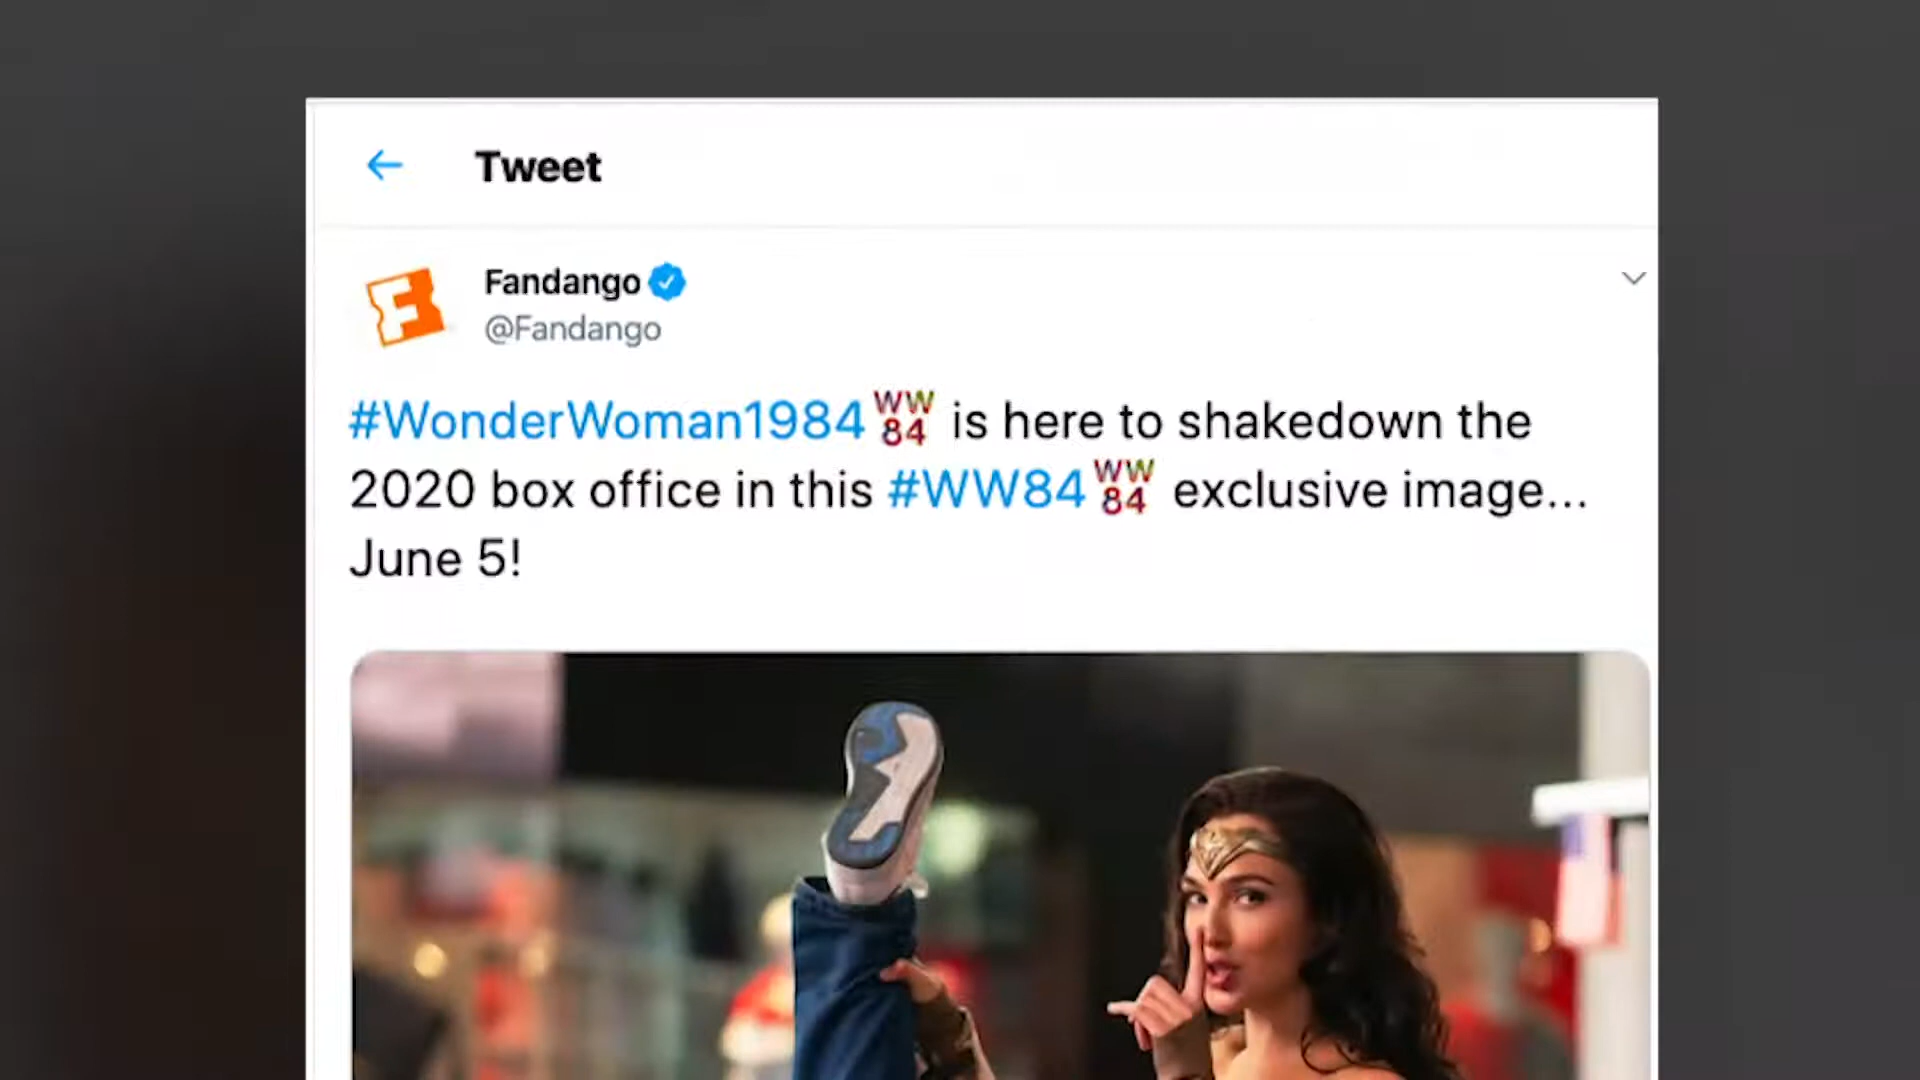 Tweet
Fandango
@Fandango
#WonderWoman1984 WW 84 is here to shakedown the
2020 box office in this #WW84 WW 84 exclusive image...
June 5!